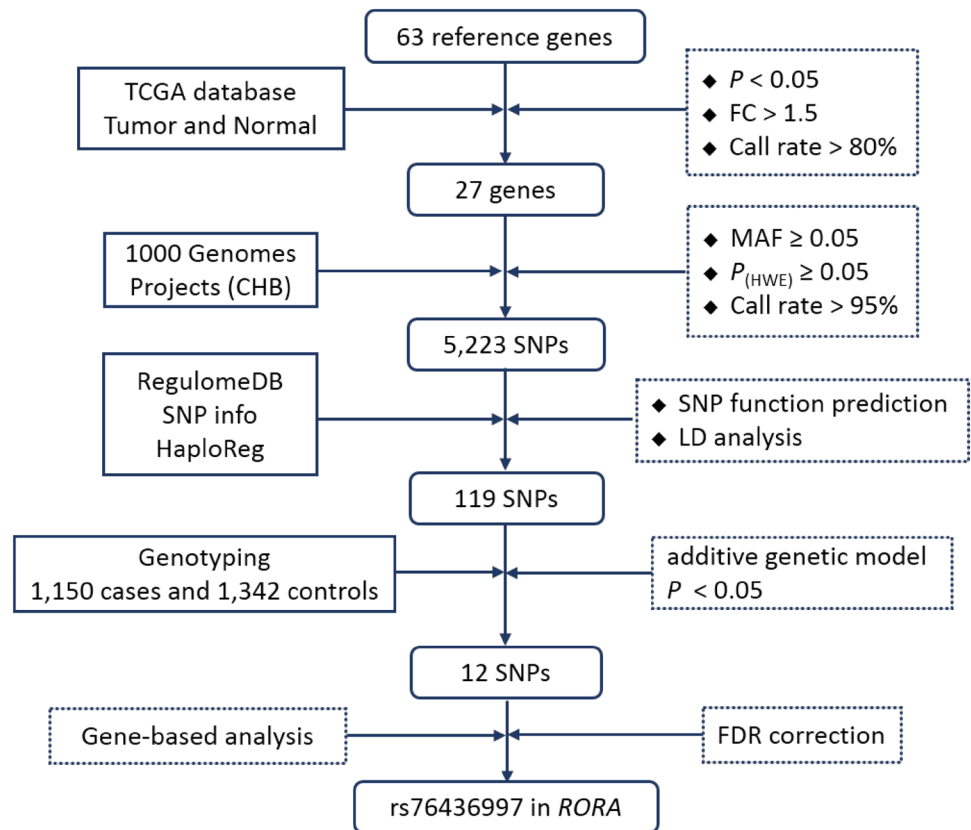 63 reference genes
TCGA database
Tumor and Normal
◆ P < 0.05
◆ FC > 1.5
◆ Call rate > 80%
27 genes
1000 Genomes
Projects (CHB)
◆ MAF ≥ 0.05
◆ P(HWE) ≥ 0.05
◆ Call rate > 95%
5,223 SNPs
RegulomeDB
SNP info
HaploReg
◆ SNP function prediction
◆ LD analysis
119 SNPs
Genotyping
1,150 cases and 1,342 controls
additive genetic model
P < 0.05
12 SNPs
Gene-based analysis
FDR correction
rs76436997 in RORA